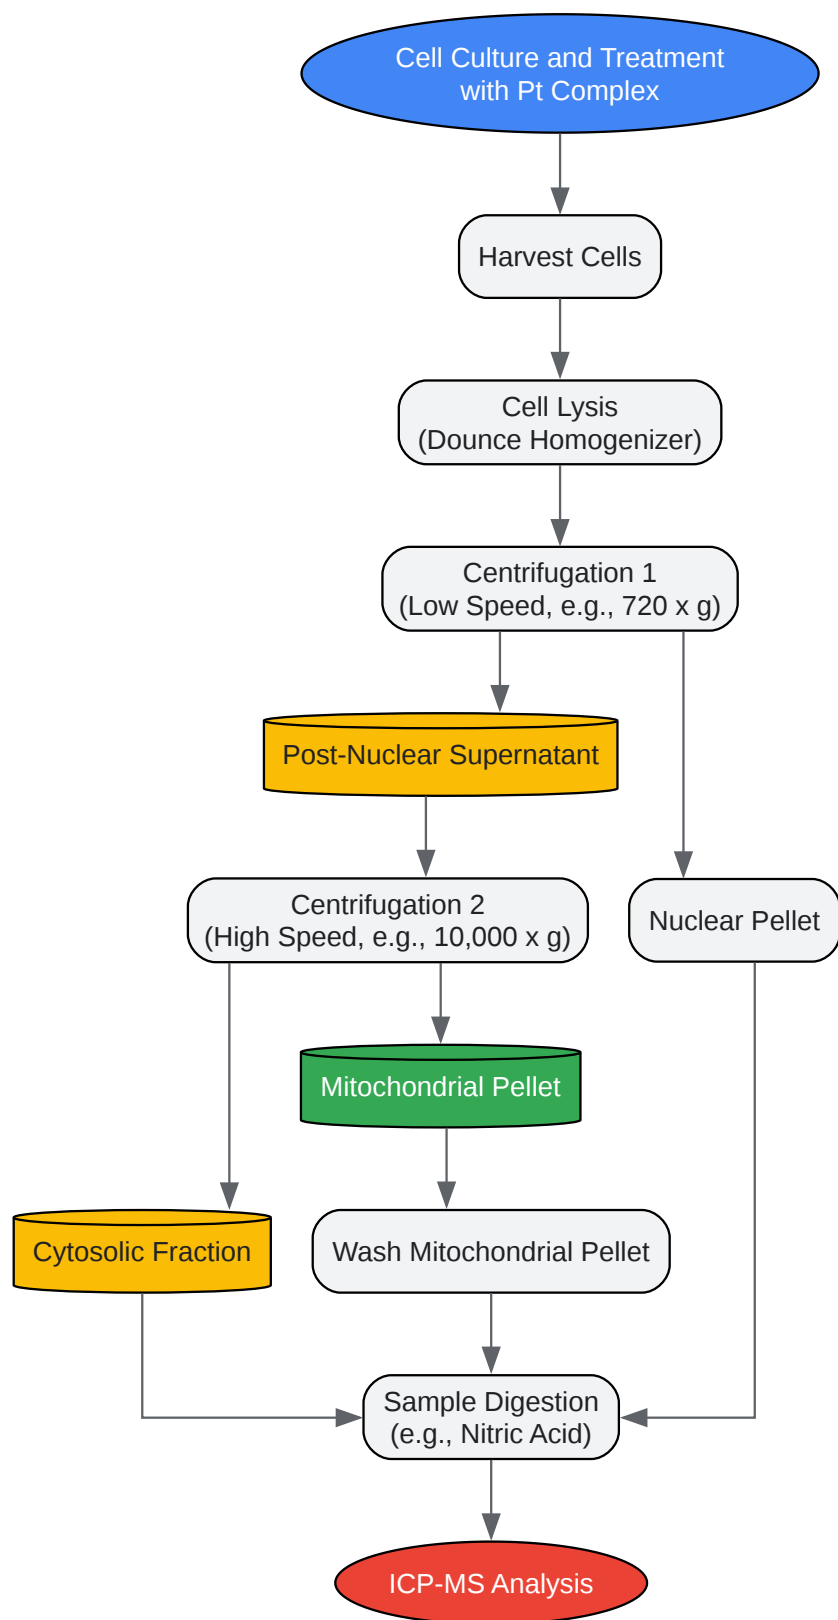 Cell Culture and Treatment
with Pt Complex
Harvest Cells
Cell Lysis
(Dounce Homogenizer)
Centrifugation 1
(Low Speed, e.g., 720 x g)
Post-Nuclear Supernatant
Centrifugation 2
(High Speed, e.g., 10,000 x g)
Nuclear Pellet
Mitochondrial Pellet
Cytosolic Fraction
Wash Mitochondrial Pellet
Sample Digestion
(e.g., Nitric Acid)
ICP-MS Analysis